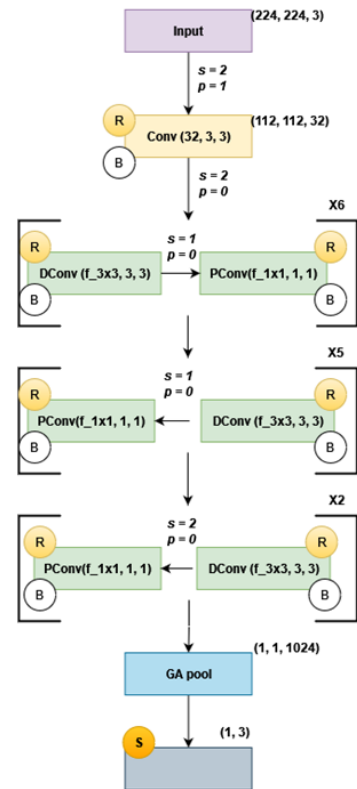 (224, 224, 3)
Input
s = 2
p = 1
R
(112, 112, 32)
Conv (32, 3, 3)
B
s = 2
p = 0
X6
R
s = 1
p = 0
R
DConv (f_3x3, 3, 3)
PConv(f_1x1, 1, 1)
B
B
X5
R
s = 1
p = 0
R
PConv(f_1x1, 1, 1)
DConv (f_3x3, 3, 3)
B
B
X2
R
s = 2
p = 0
R
PConv(f_1x1, 1, 1)
DConv (f_3x3, 3, 3)
B
B
(1, 1, 1024)
GA pool
S
(1, 3)